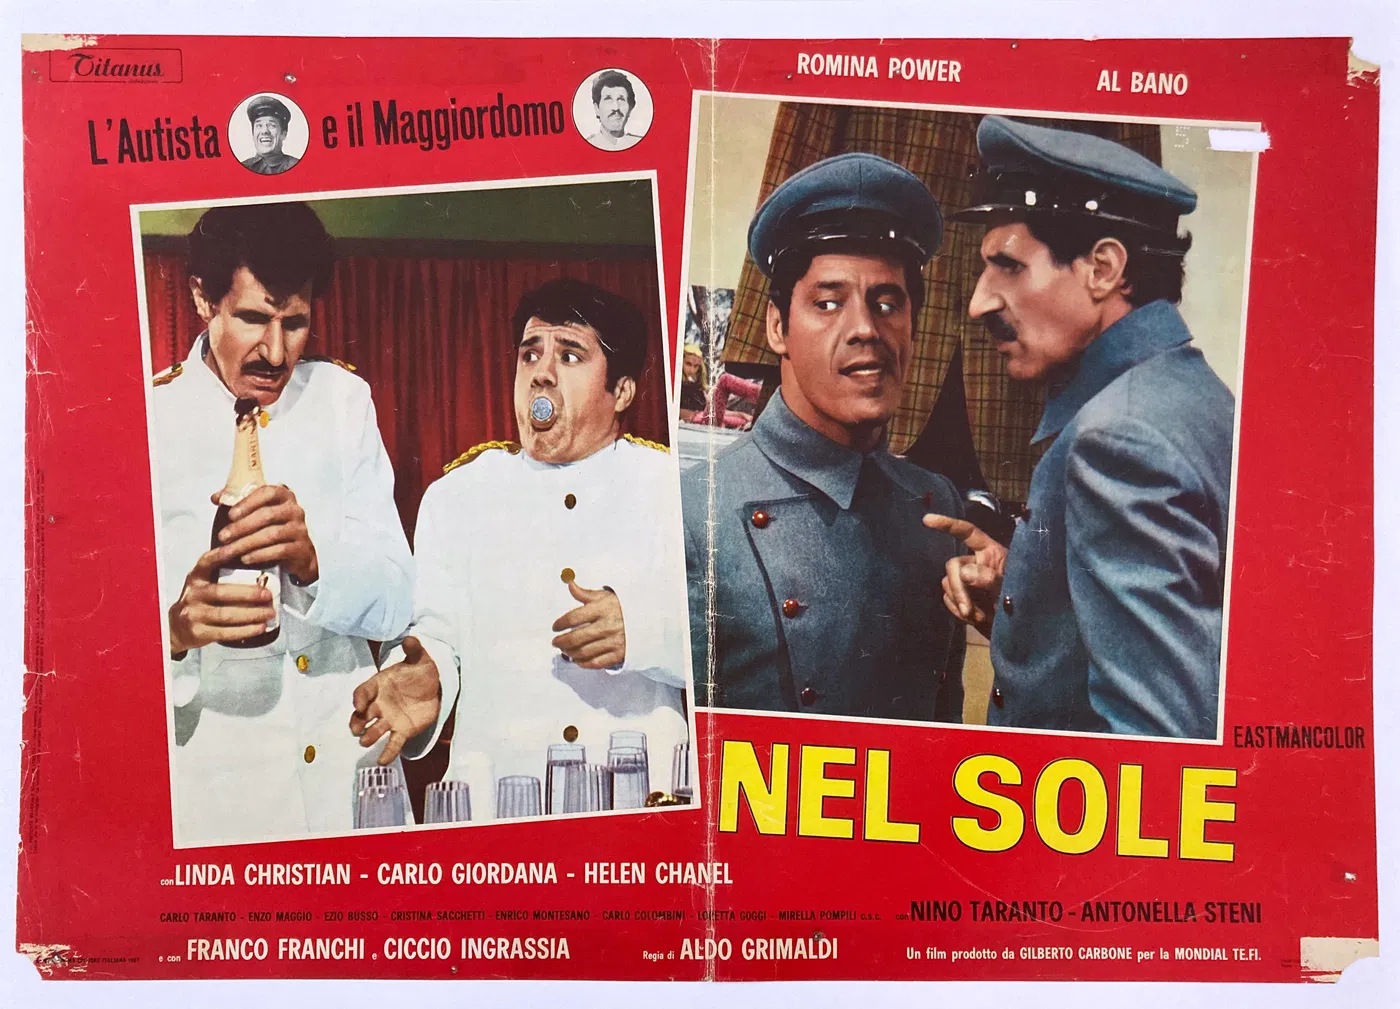 Titanus
ROMINA POWER
AL BANO
L'Autista e il Maggiordomo
MARTINI
EASTMANCOLOR
NEL SOLE
con LINDA CHRISTIAN - CARLO GIORDANA - HELEN CHANEL
CARLO TARANTO - ENZO MAGGIO - EZIO BUSSO - CRISTINA SACCHETTI - ENRICO MONTESANO - CARLO COLOMBINI - LORETTA GOGGI - MIRELLA POMPILI c.s.c. con NINO TARANTO - ANTONELLA STENI
e con FRANCO FRANCHI e CICCIO INGRASSIA Regia di ALDO GRIMALDI Un film prodotto da GILBERTO CARBONE per la MONDIAL TE.FI.